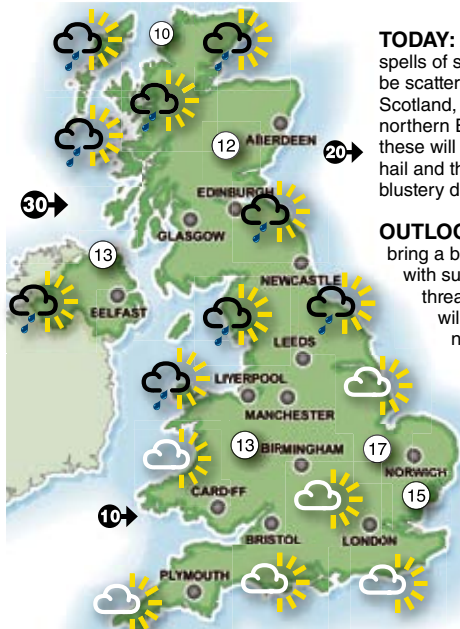 10
TODAY:
spells of s
be scatter
Scotland,
northern E
these will
hail and th
blustery d
OUTLOO
bring a b
with su
threa
wil
n
12
ABERDEEN
20
EDINBURGH
30
GLASGOW
13
NEWCASTLE
BELFAST
LEEDS
LIVERPOOL
MANCHESTER
13
BIRMINGHAM
17
NORWICH
15
CARDIFF
10
BRISTOL
LONDON
PLYMOUTH